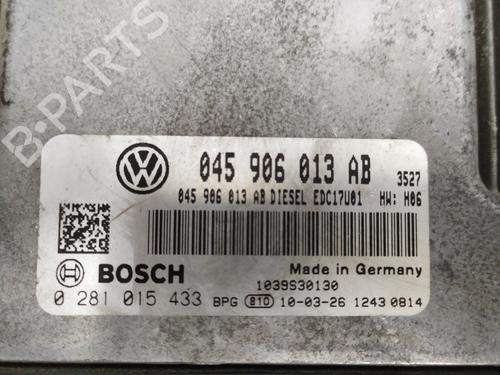 B-PARTS
045 906 013 AB 3527
045 906 013 AB DIESEL EDC17U01 HW: H06
BOSCH Made in Germany
1039S30130
0 281 015 433 BPG B10 10-03-26 1243 0814